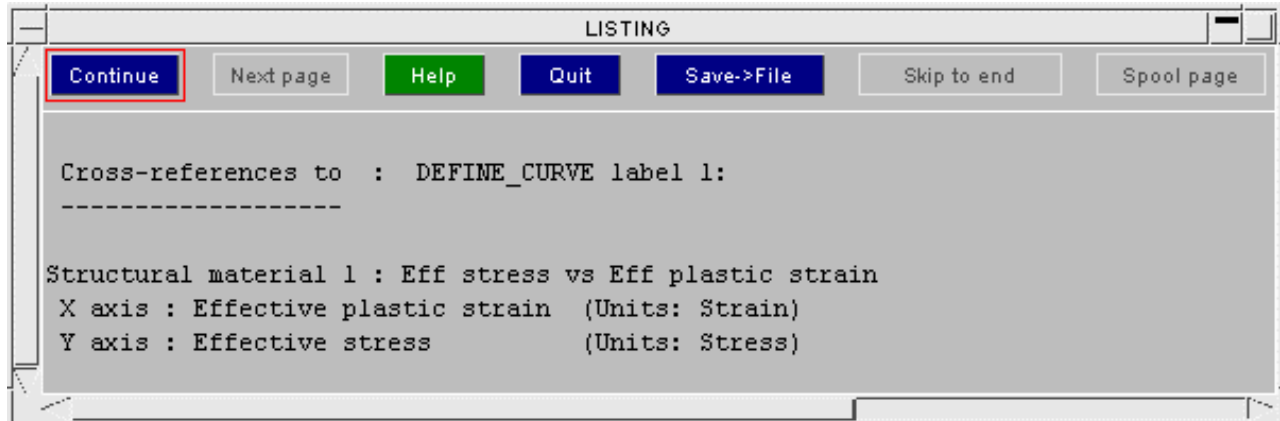 LISTING
Continue Next page Help Quit Save->File Skip to end Spool page
Cross-references to : DEFINE_CURVE label 1:
-------------------
Structural material 1 : Eff stress vs Eff plastic strain
X axis : Effective plastic strain (Units: Strain)
Y axis : Effective stress (Units: Stress)